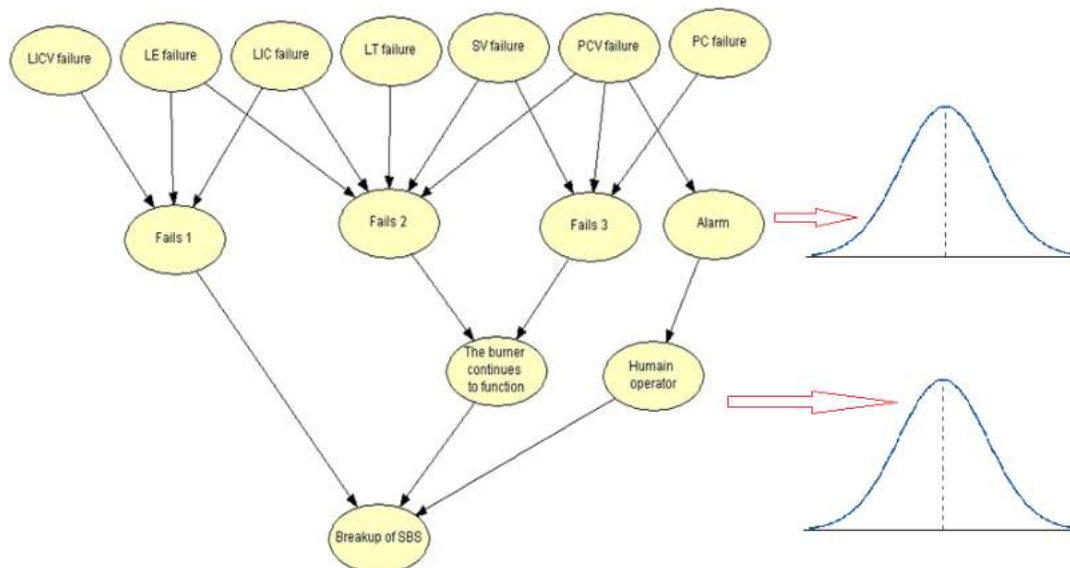 LICV failure
LE failure
LIC failure
LT failure
SV failure
PCV failure
PC failure
Fails 1
Fails 2
Fails 3
Alarm
The burner
continues
to function
Humain
operator
Breakup of SBS